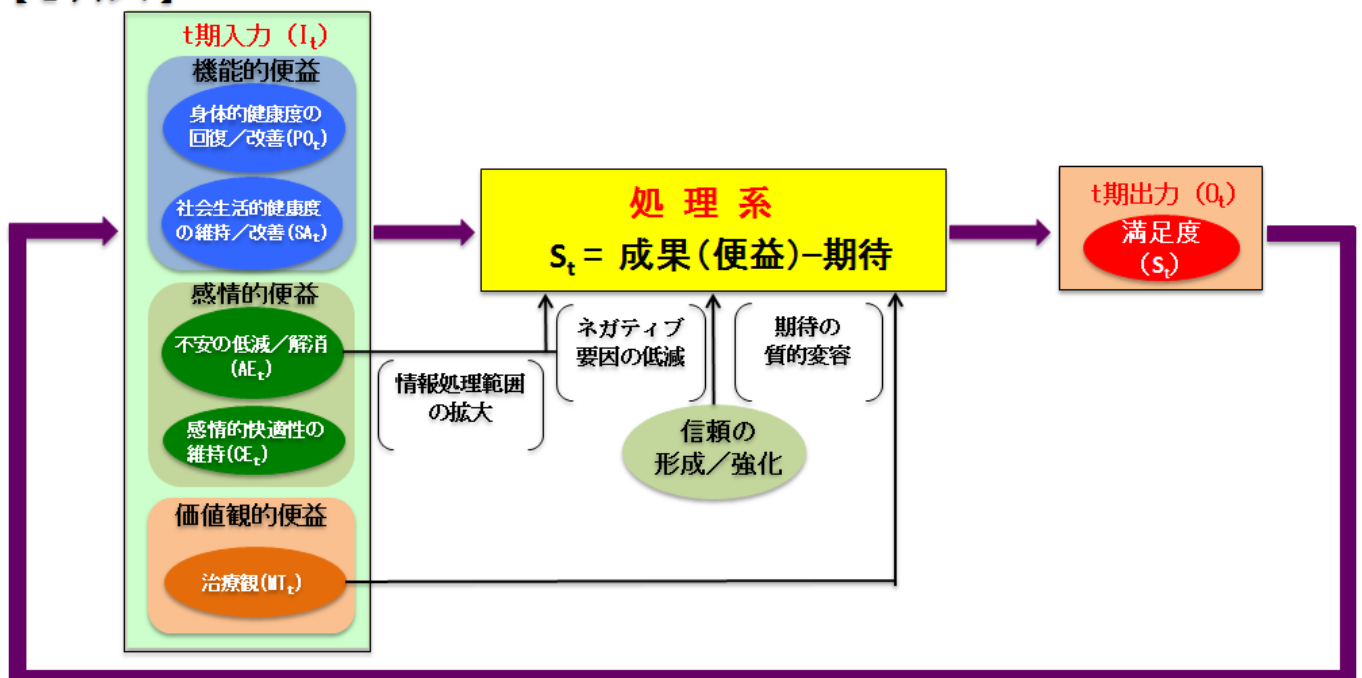 t期入力 (It)
機能的便益
身体的健康度の
回復/改善(POt)
社会生活的健康度
の維持/改善(SAt)
感情的便益
不安の低減/解消
(AEt)
感情的快適性の
維持(CEt)
価値観的便益
治療観(MTt)
処 理 系
St = 成果(便益)−期待
情報処理範囲
の拡大
ネガティブ
要因の低減
期待の
質的変容
信頼の
形成/強化
t期出力 (Ot)
満足度
(St)